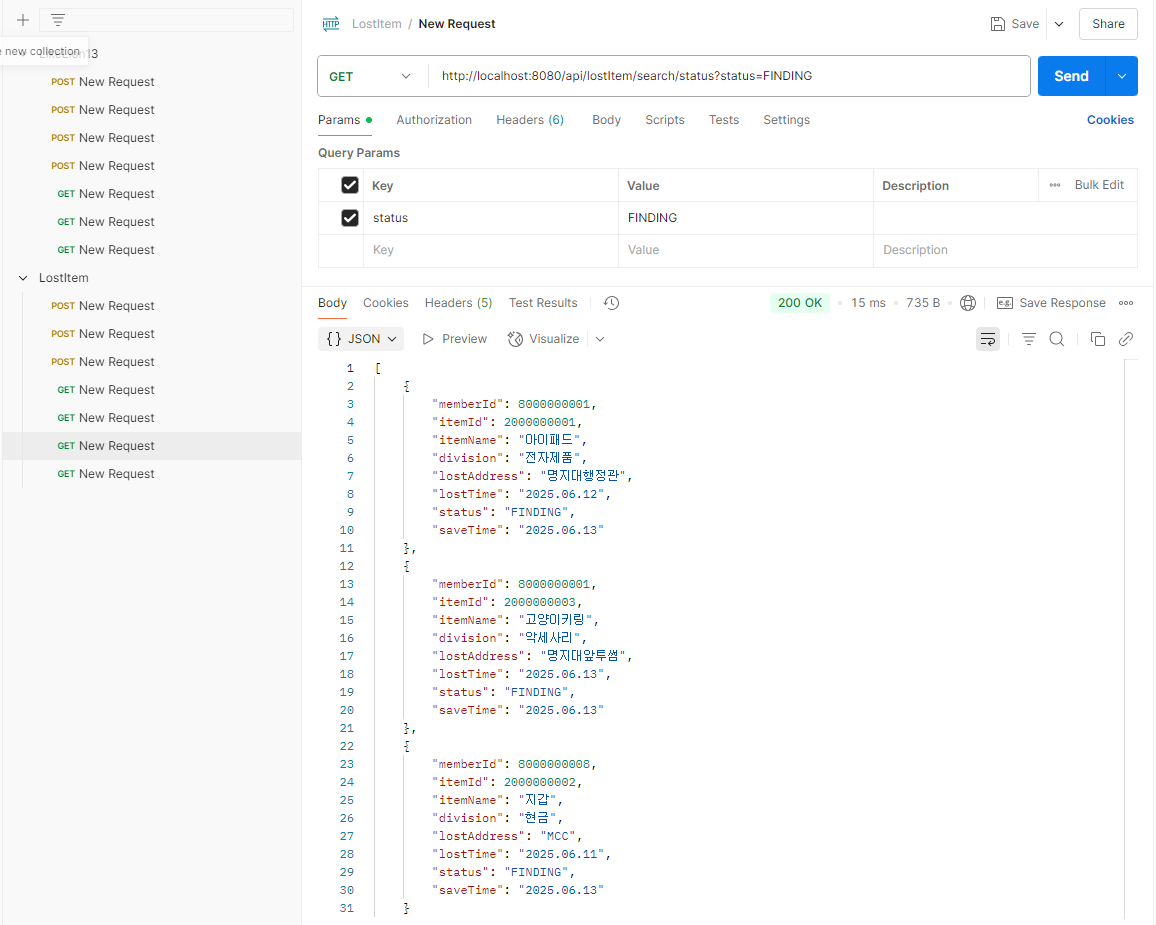 new collection
13
POST New Request
POST New Request
POST New Request
POST New Request
GET New Request
GET New Request
GET New Request
LostItem
POST New Request
POST New Request
POST New Request
GET New Request
GET New Request
GET New Request
GET New Request
HTTP LostItem / New Request
Save
Share
GET http://localhost:8080/api/lostItem/search/status?status=FINDING
Send
Params Authorization Headers (6) Body Scripts Tests Settings Cookies
Query Params
Key Value Description Bulk Edit
status FINDING
Key Value Description
Body Cookies Headers (5) Test Results 200 OK 15 ms 735 B e.g. Save Response
{} JSON Preview Visualize
1 [
2 {
3 "memberId": 8000000001,
4 "itemId": 2000000001,
5 "itemName": "아이패드",
6 "division": "전자제품",
7 "lostAddress": "명지대행정관",
8 "lostTime": "2025.06.12",
9 "status": "FINDING",
10 "saveTime": "2025.06.13"
11 },
12 {
13 "memberId": 8000000001,
14 "itemId": 2000000003,
15 "itemName": "고양이키링",
16 "division": "악세사리",
17 "lostAddress": "명지대앞투썸",
18 "lostTime": "2025.06.13",
19 "status": "FINDING",
20 "saveTime": "2025.06.13"
21 },
22 {
23 "memberId": 8000000008,
24 "itemId": 2000000002,
25 "itemName": "지갑",
26 "division": "현금",
27 "lostAddress": "MCC",
28 "lostTime": "2025.06.11",
29 "status": "FINDING",
30 "saveTime": "2025.06.13"
31 }